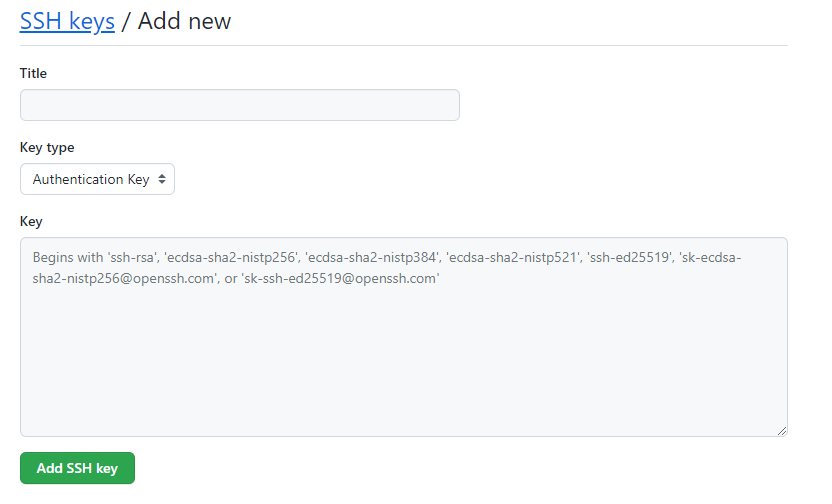 SSH keys / Add new
Title
Key type
Authentication Key
Key
Begins with 'ssh-rsa', 'ecdsa-sha2-nistp256', 'ecdsa-sha2-nistp384', 'ecdsa-sha2-nistp521', 'ssh-ed25519', 'sk-ecdsa-
sha2-nistp256@openssh.com', or 'sk-ssh-ed25519@openssh.com'
Add SSH key